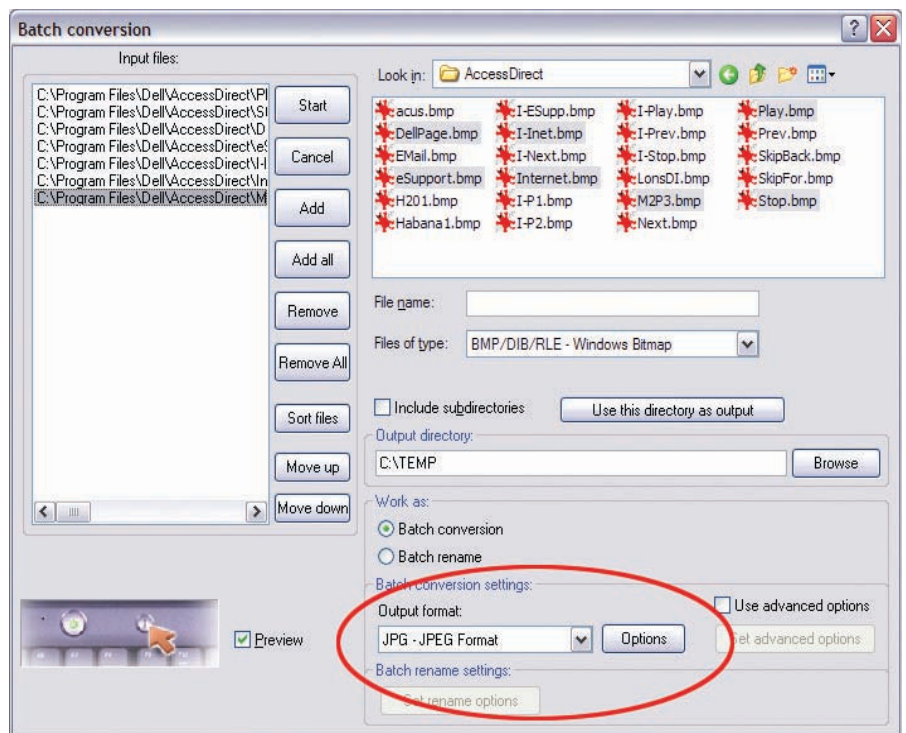 Batch conversion
Input files:
C:\Program Files\Dell\AccessDirect\Pl
C:\Program Files\Dell\AccessDirect\SI
C:\Program Files\Dell\AccessDirect\D
C:\Program Files\Dell\AccessDirect\eS
C:\Program Files\Dell\AccessDirect\I-I
C:\Program Files\Dell\AccessDirect\In
C:\Program Files\Dell\AccessDirect\M
Start
Cancel
Add
Add all
Remove
Remove All
Sort files
Move up
Move down
Preview
Look in: AccessDirect
acus.bmp I-ESupp.bmp I-Play.bmp Play.bmp
DellPage.bmp I-Inet.bmp I-Prev.bmp Prev.bmp
EMail.bmp I-Next.bmp I-Stop.bmp SkipBack.bmp
eSupport.bmp Internet.bmp LonsDI.bmp SkipFor.bmp
H201.bmp I-P1.bmp M2P3.bmp Stop.bmp
Habana1.bmp I-P2.bmp Next.bmp
File name:
Files of type: BMP/DIB/RLE - Windows Bitmap
Include subdirectories Use this directory as output
Output directory:
C:\TEMP Browse
Work as:
Batch conversion
Batch rename
Batch conversion settings:
Output format: Use advanced options
JPG - JPEG Format Options Set advanced options
Batch rename settings:
Set rename options